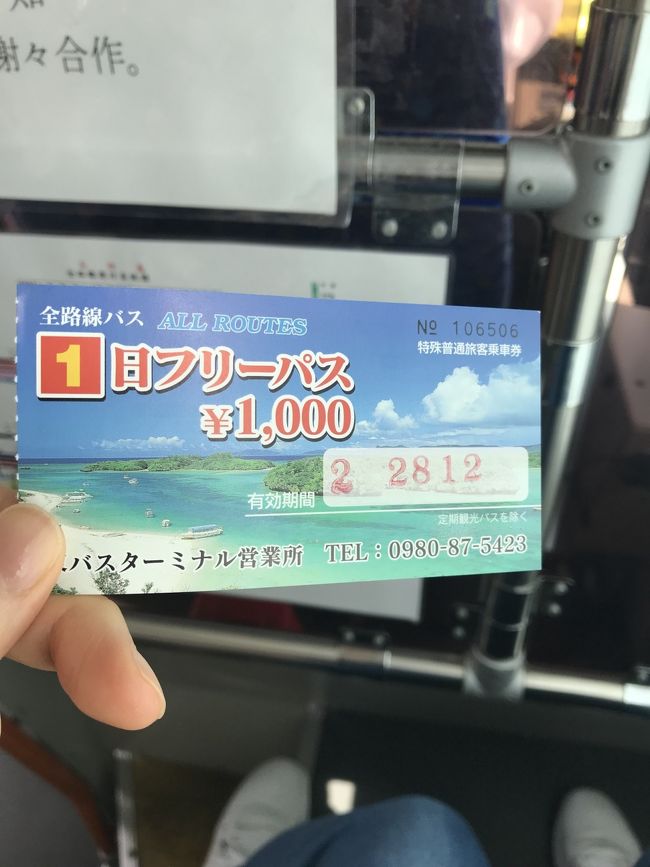 謝々合作。
全路線バス ALL ROUTES
№ 106506
特殊普通旅客乗車券
1日フリーパス
¥1,000
有効期間 2 2812
定期観光バスを除く
バスターミナル営業所 TEL：0980-87-5423